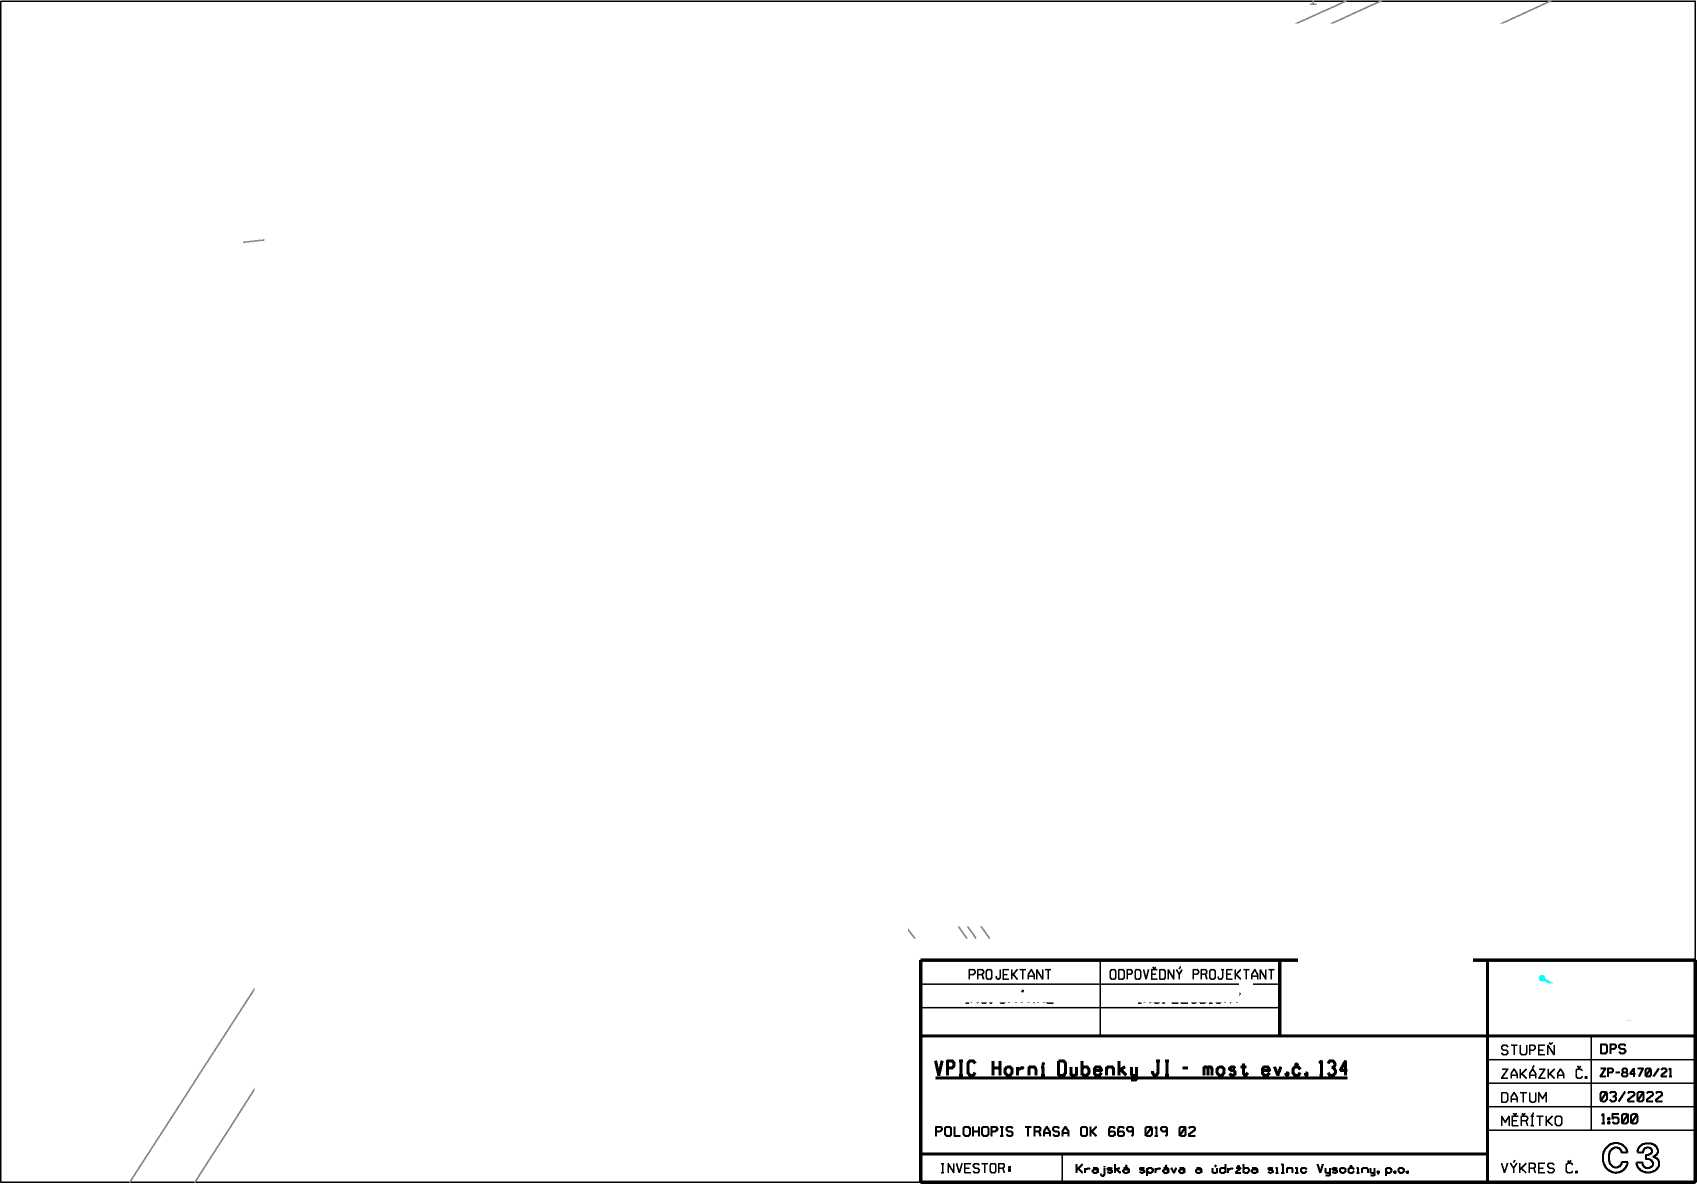 PROJEKTANT ODPOVĚDNÝ PROJEKTANT
VPIC Horní Dubenky JI - most ev.č. 134
POLOHOPIS TRASA OK 669 019 02
INVESTOR: Krajská správa a údržba silnic Vysočiny, p.o.
STUPEŇ DPS
ZAKÁZKA Č. ZP-8470/21
DATUM 03/2022
MĚŘÍTKO 1:500
VÝKRES Č. C3